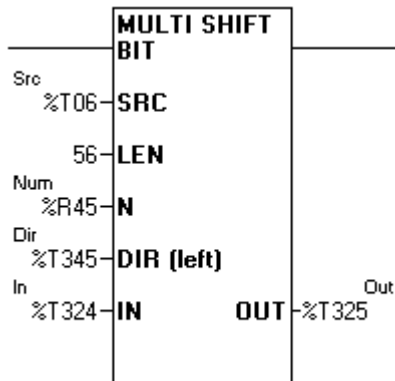 MULTI SHIFT
BIT
Src
%T06 SRC
56 LEN
Num
%R45 N
Dir
%T345 DIR (left)
In Out
%T324 IN OUT %T325